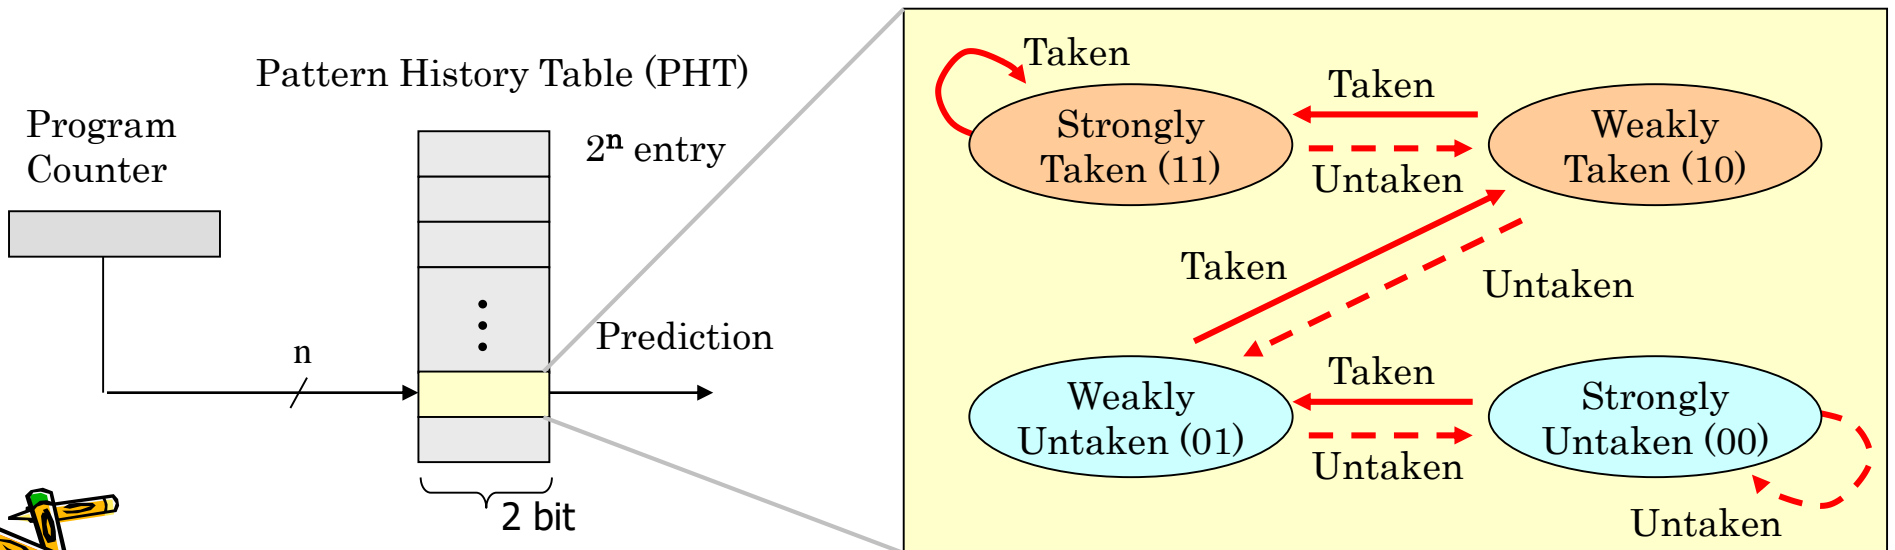 Pattern History Table (PHT)
Program
Counter
2ⁿ entry
n
Prediction
2 bit
Taken
Strongly
Taken (11)
Taken
Untaken
Weakly
Taken (10)
Taken
Untaken
Weakly
Untaken (01)
Taken
Untaken
Strongly
Untaken (00)
Untaken